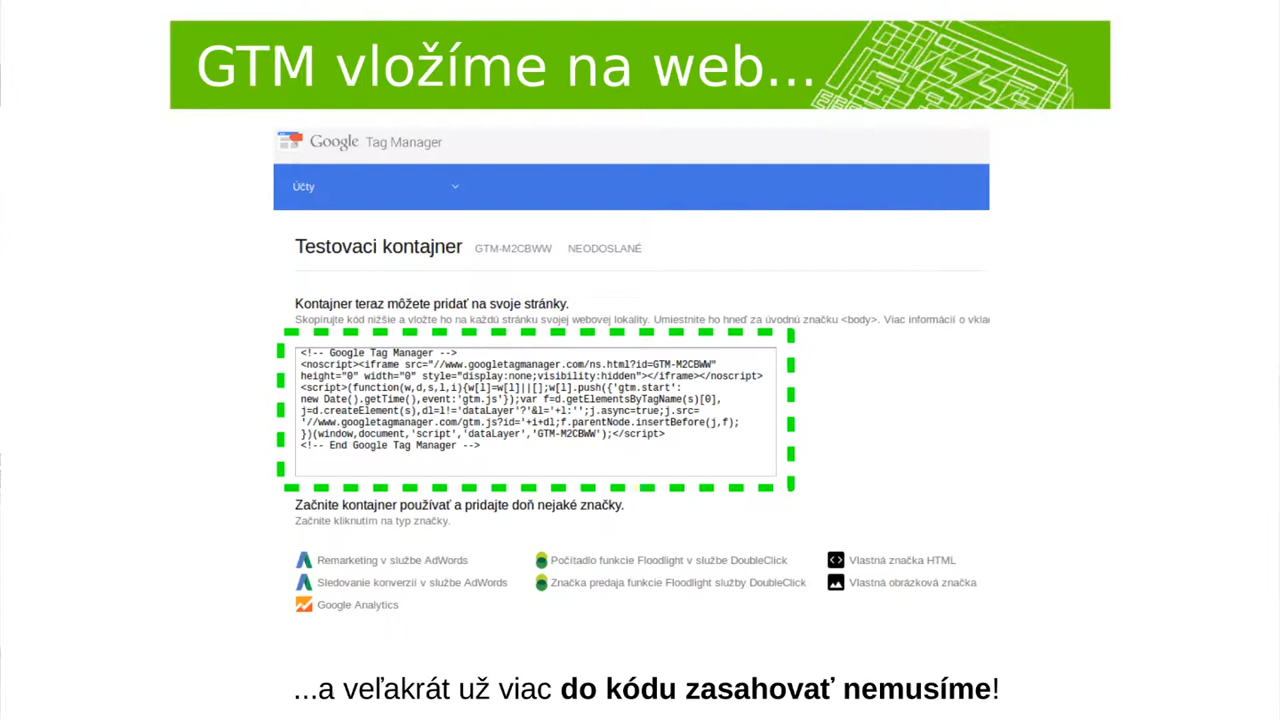 GTM vložíme na web...
Google Tag Manager
Účty
Testovaci kontajner GTM-M2CBWW NEODOSLANÉ
Kontajner teraz môžete pridať na svoje stránky.
Skopírujte kód nižšie a vložte ho na každú stránku svojej webovej lokality. Umiestnite ho hneď za úvodnú značku <body>. Viac informácií o
<!-- Google Tag Manager -->
<noscript><iframe src="//www.googletagmanager.com/ns.html?id=GTM-M2CBWW"
height="0" width="0" style="display:none;visibility:hidden"></iframe></noscript>
<script>(function(w,d,s,l,i){w[l]=w[l]||[];w[l].push({'gtm.start':
new Date().getTime(),event:'gtm.js'});var f=d.getElementsByTagName(s)[0],
j=d.createElement(s),dl=l!='dataLayer'?'&l='+l:'';j.async=true;j.src=
'//www.googletagmanager.com/gtm.js?id='+i+dl;f.parentNode.insertBefore(j,f);
})(window,document,'script','dataLayer','GTM-M2CBWW');</script>
<!-- End Google Tag Manager -->
Začnite kontajner používať a pridajte doň nejaké značky.
Začnite kliknutím na typ značky.
Remarketing v službe AdWords Počítadlo funkcie Floodlight v službe DoubleClick Vlastná značka HTML
Sledovanie konverzií v službe AdWords Značka predaja funkcie Floodlight služby DoubleClick Vlastná obrázková značka
Google Analytics
...a veľakrát už viac do kódu zasahovať nemusíme!